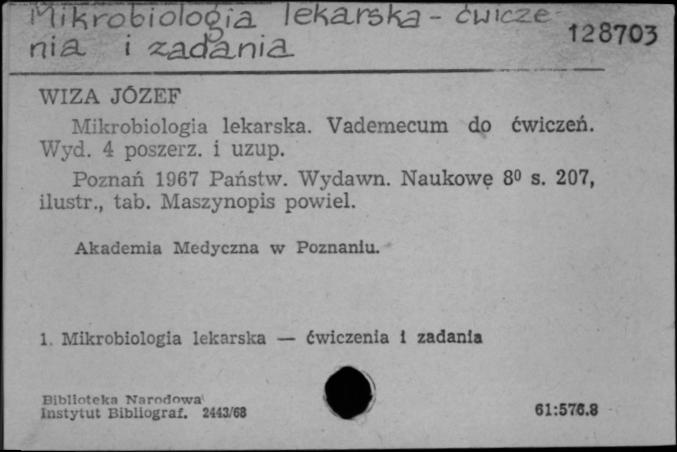 Mikrobiologia lekarska - ćwicze
nia i zadania
128703
WIZA JÓZEF
Mikrobiologia lekarska. Vademecum do ćwiczeń.
Wyd. 4 poszerz. i uzup.
Poznań 1967 Państw. Wydawn. Naukowe 8⁰ s. 207,
ilustr., tab. Maszynopis powiel.
Akademia Medyczna w Poznaniu.
1. Mikrobiologia lekarska — ćwiczenia i zadania
Biblioteka Narodowa
Instytut Bibliograf. 2443/68
61:576.8